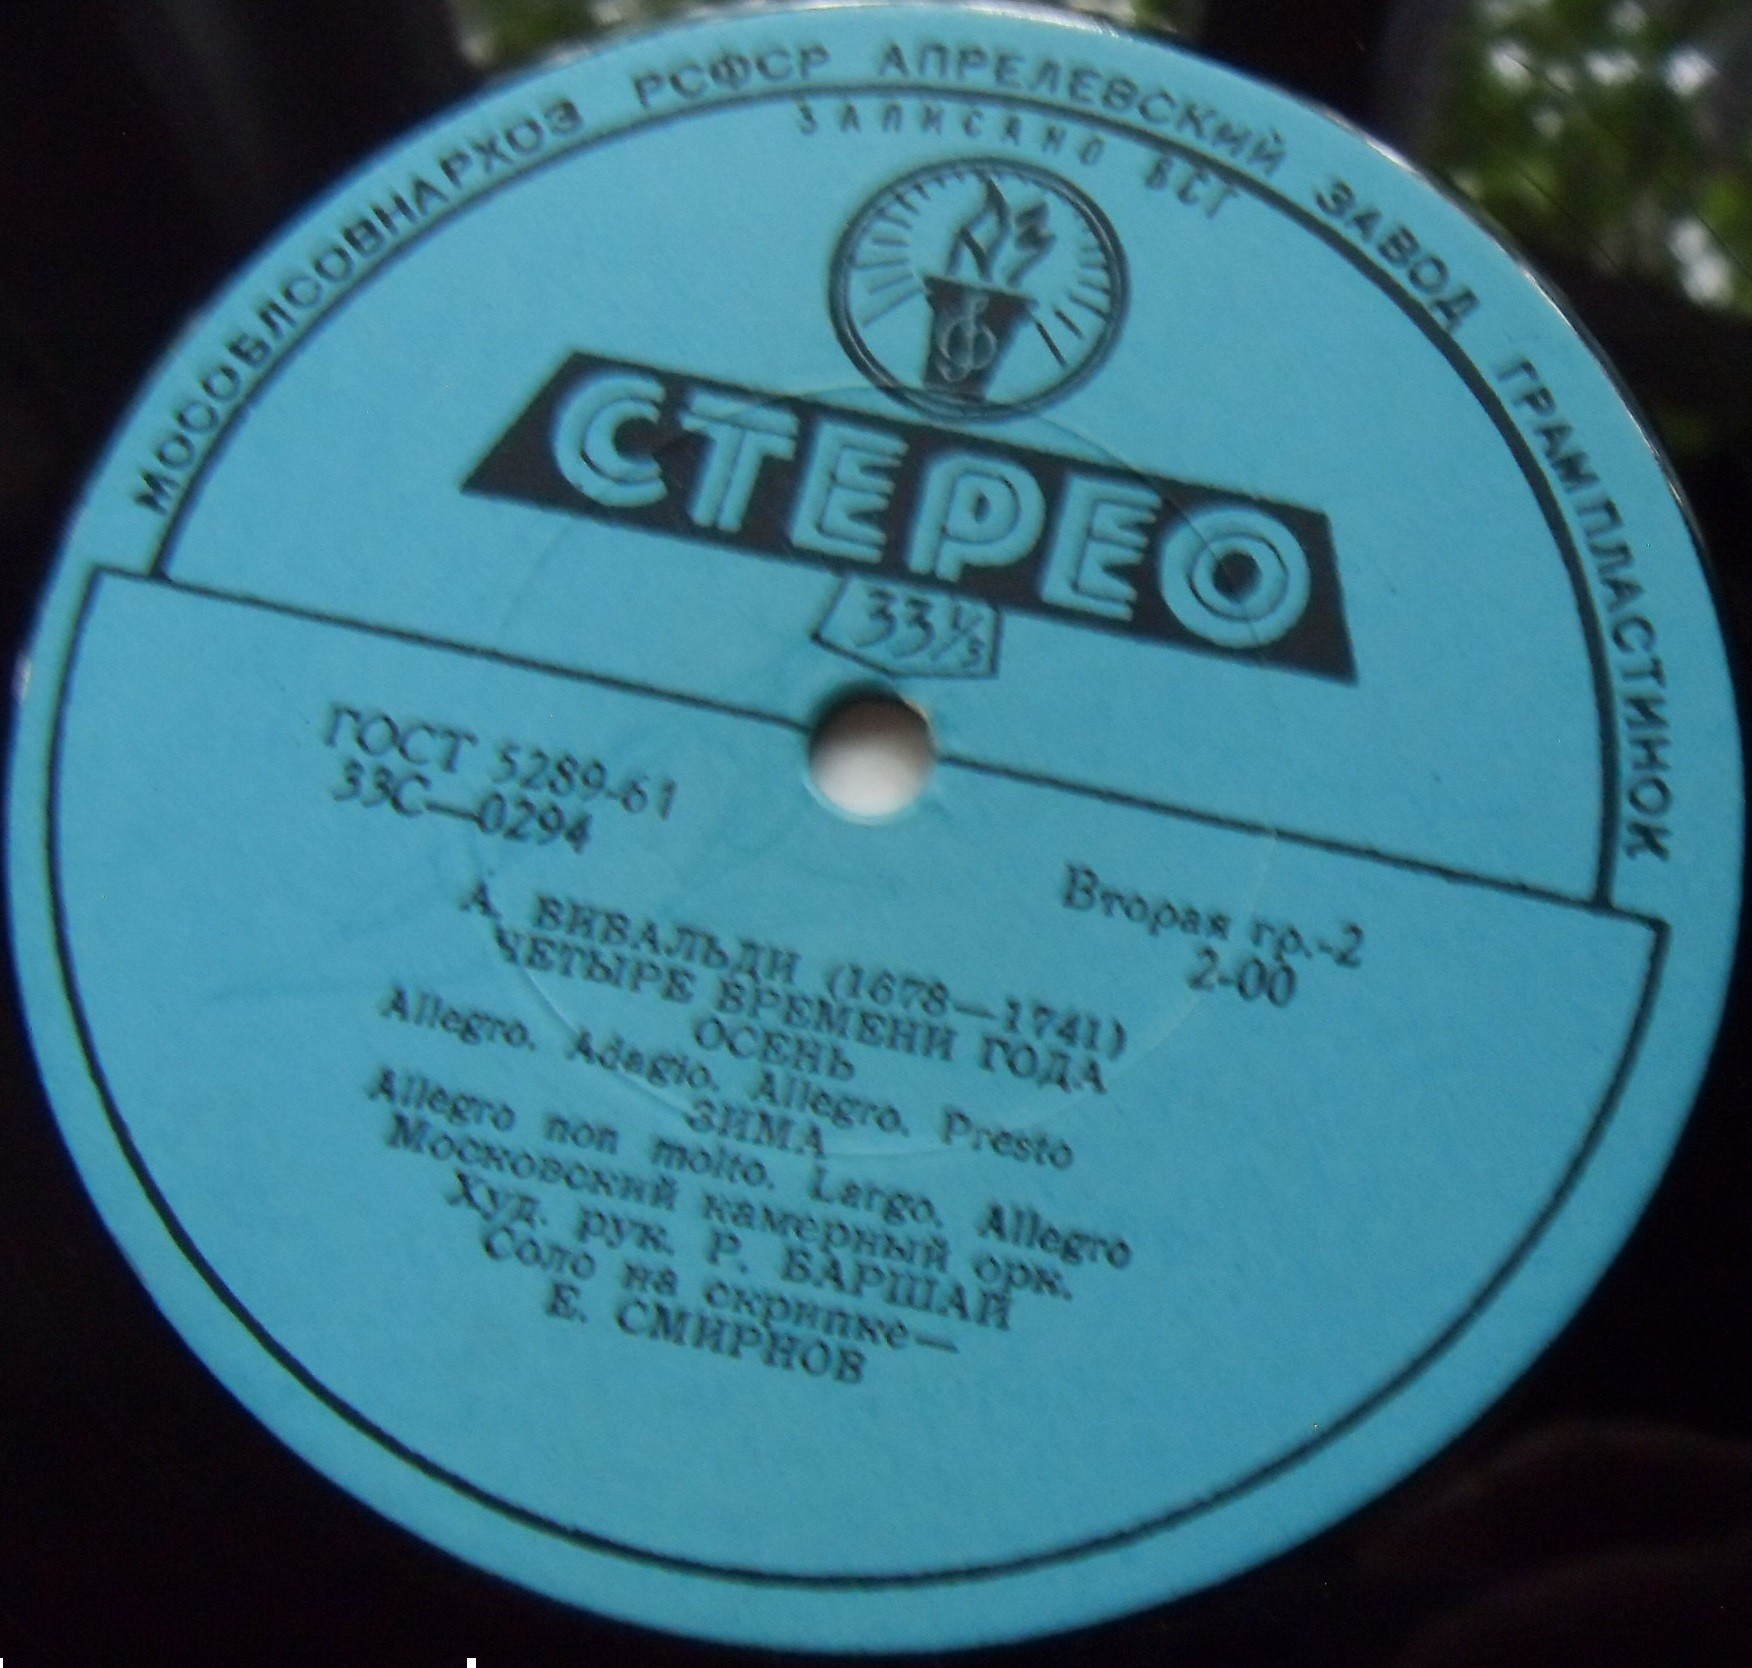 МОСОБЛСОВНАРХОЗ РСФСР АПРЕЛЕВСКИЙ ЗАВОД ГРАМПЛАСТИНОК
ЗАПИСАНО ВСГ
СТЕРЕО
33⅓
ГОСТ 5289-61
33С—0294
Вторая гр.-2
2-00
А. ВИВАЛЬДИ (1678—1741)
ЧЕТЫРЕ ВРЕМЕНИ ГОДА
ОСЕНЬ
Allegro. Adagio. Allegro. Presto
ЗИМА
Allegro non molto. Largo. Allegro
Московский камерный орк.
Худ. рук. Р. БАРШАЙ
Соло на скрипке—
Е. СМИРНОВ